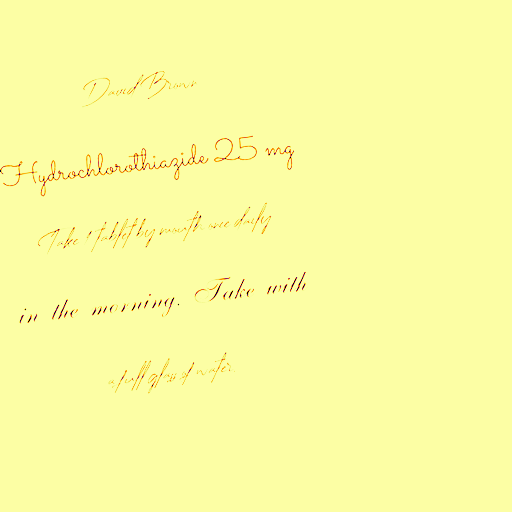 David Brown
Hydrochlorothiazide 25 mg
Take 1 tablet by mouth once daily
in the morning. Take with
a full glass of water.